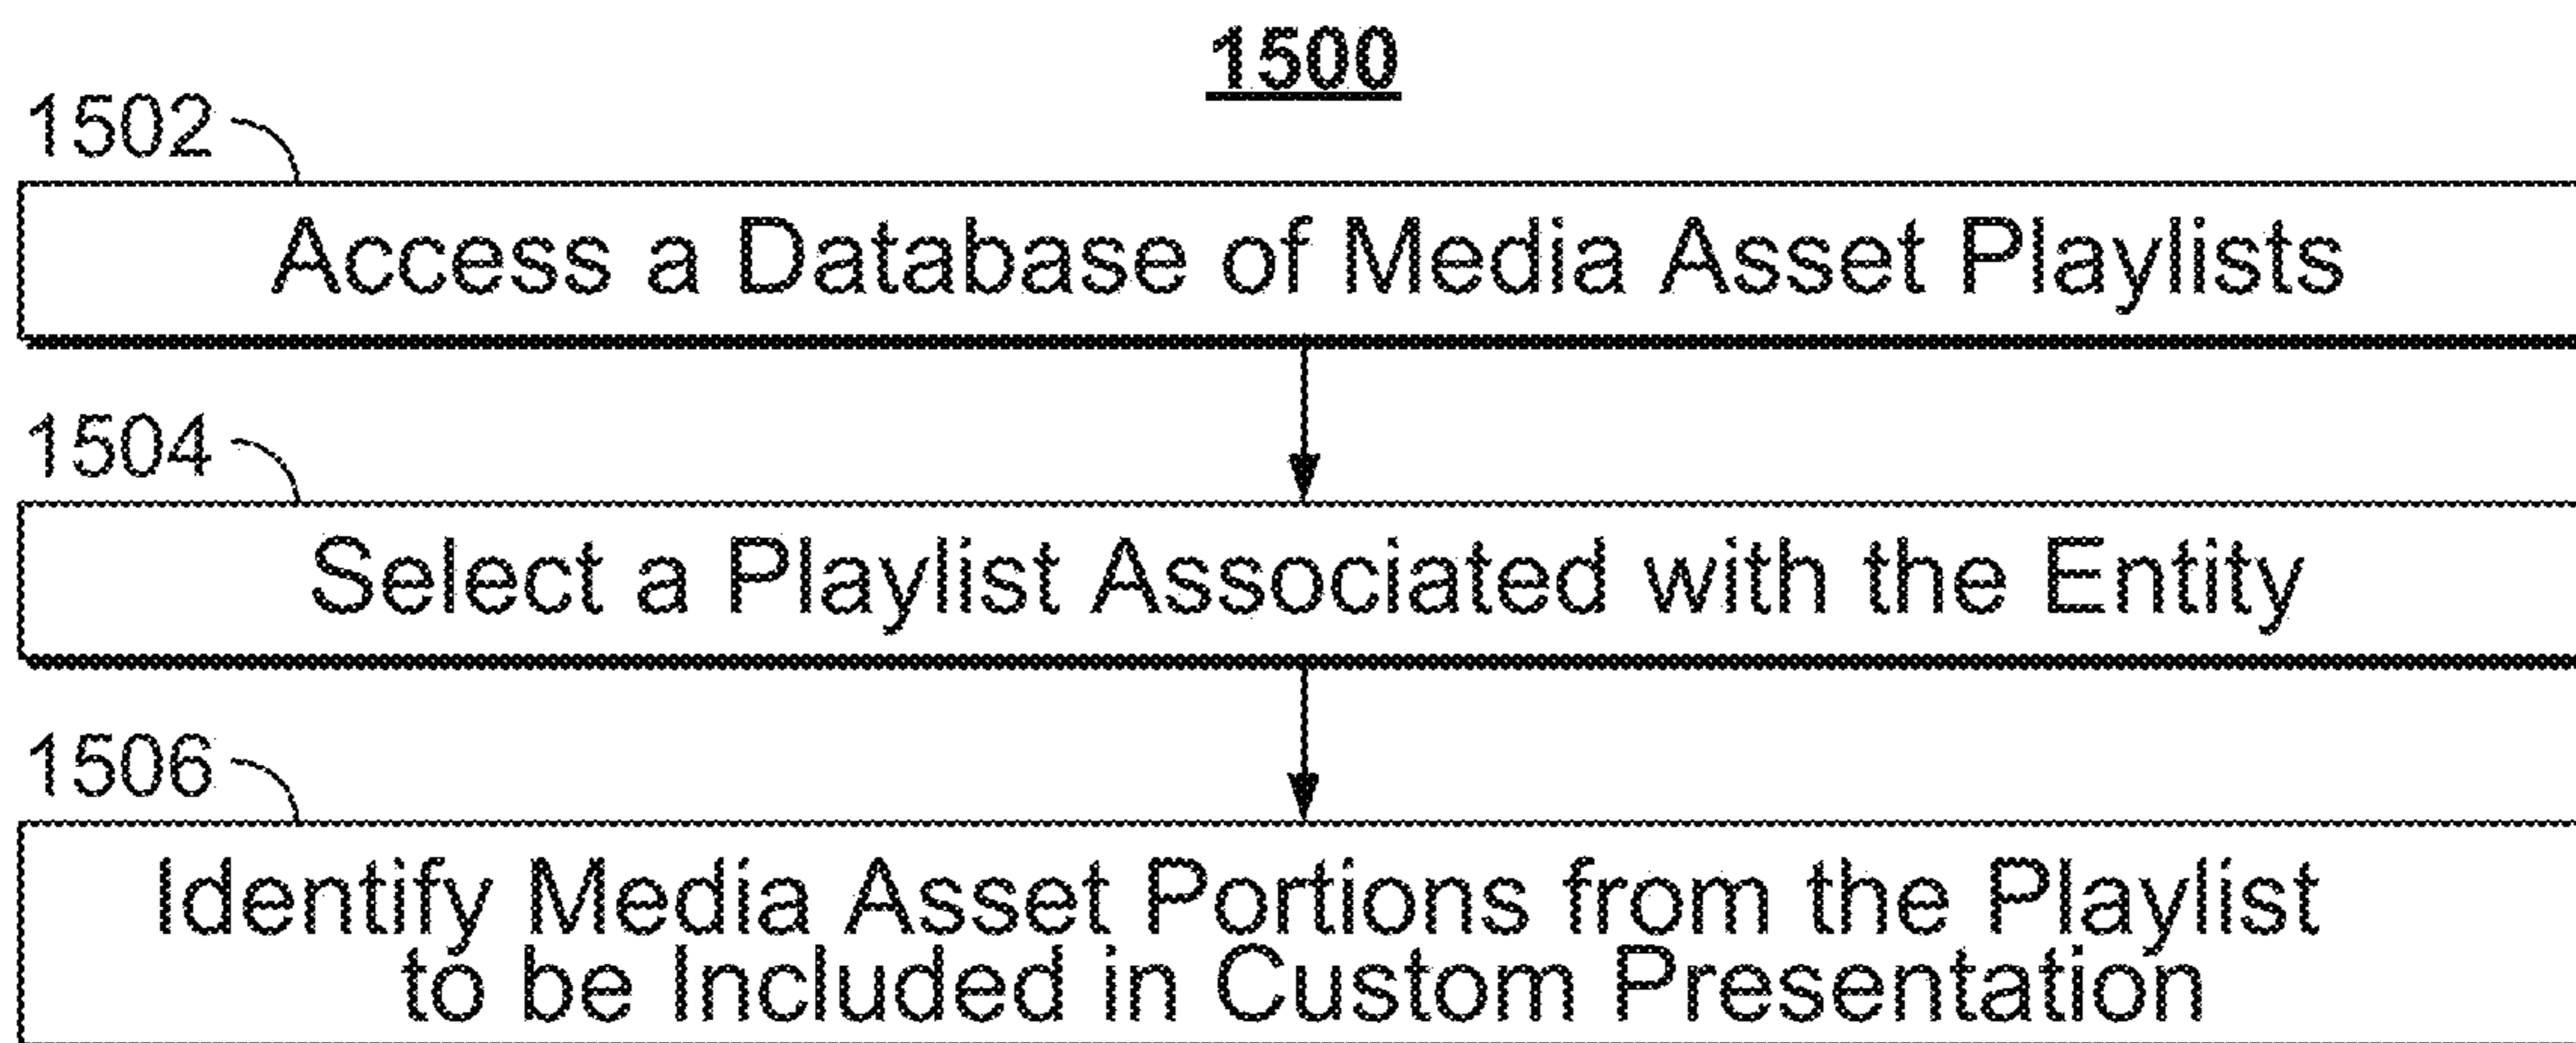 1500
1502
Access a Database of Media Asset Playlists
1504
Select a Playlist Associated with the Entity
1506
Identify Media Asset Portions from the Playlist
to be Included in Custom Presentation